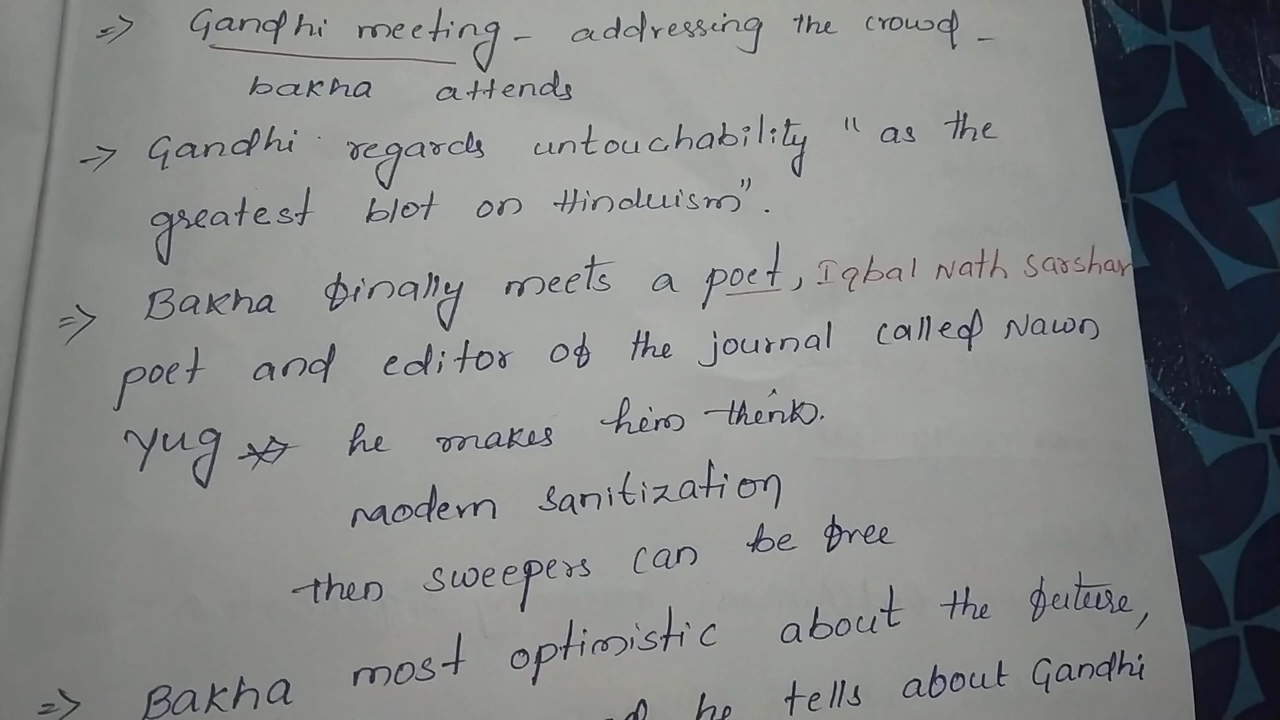 ⇒ Gandhi meeting - addressing the crowd -
bakha attends
→ Gandhi regards untouchability "as the
greatest blot on Hinduism".
⇒ Bakha finally meets a poet, Iqbal Nath Sarshar
poet and editor of the journal called Nawn
Yug he makes him think.
Modern sanitization
then sweepers can be free
⇒ Bakha most optimistic about the future,
he tells about Gandhi